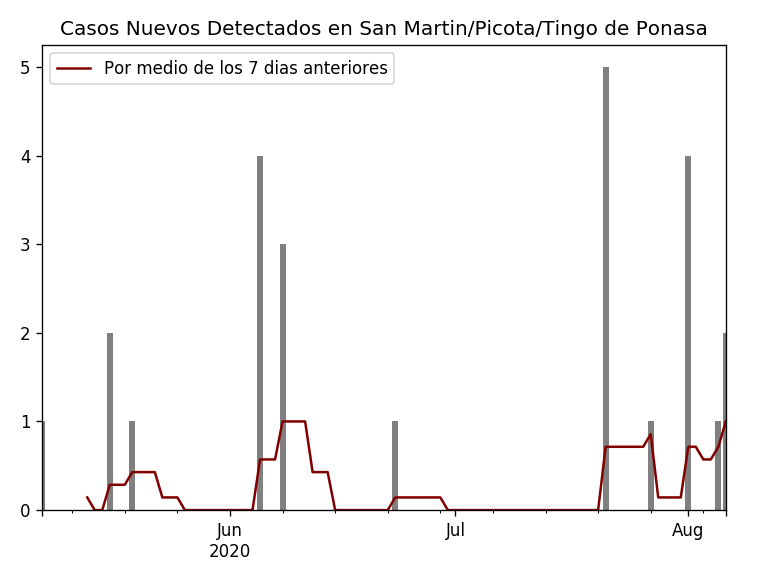 Casos Nuevos Detectados en San Martin/Picota/Tingo de Ponasa
Por medio de los 7 dias anteriores
5
4
3
2
1
0
Jun
2020
Jul
Aug